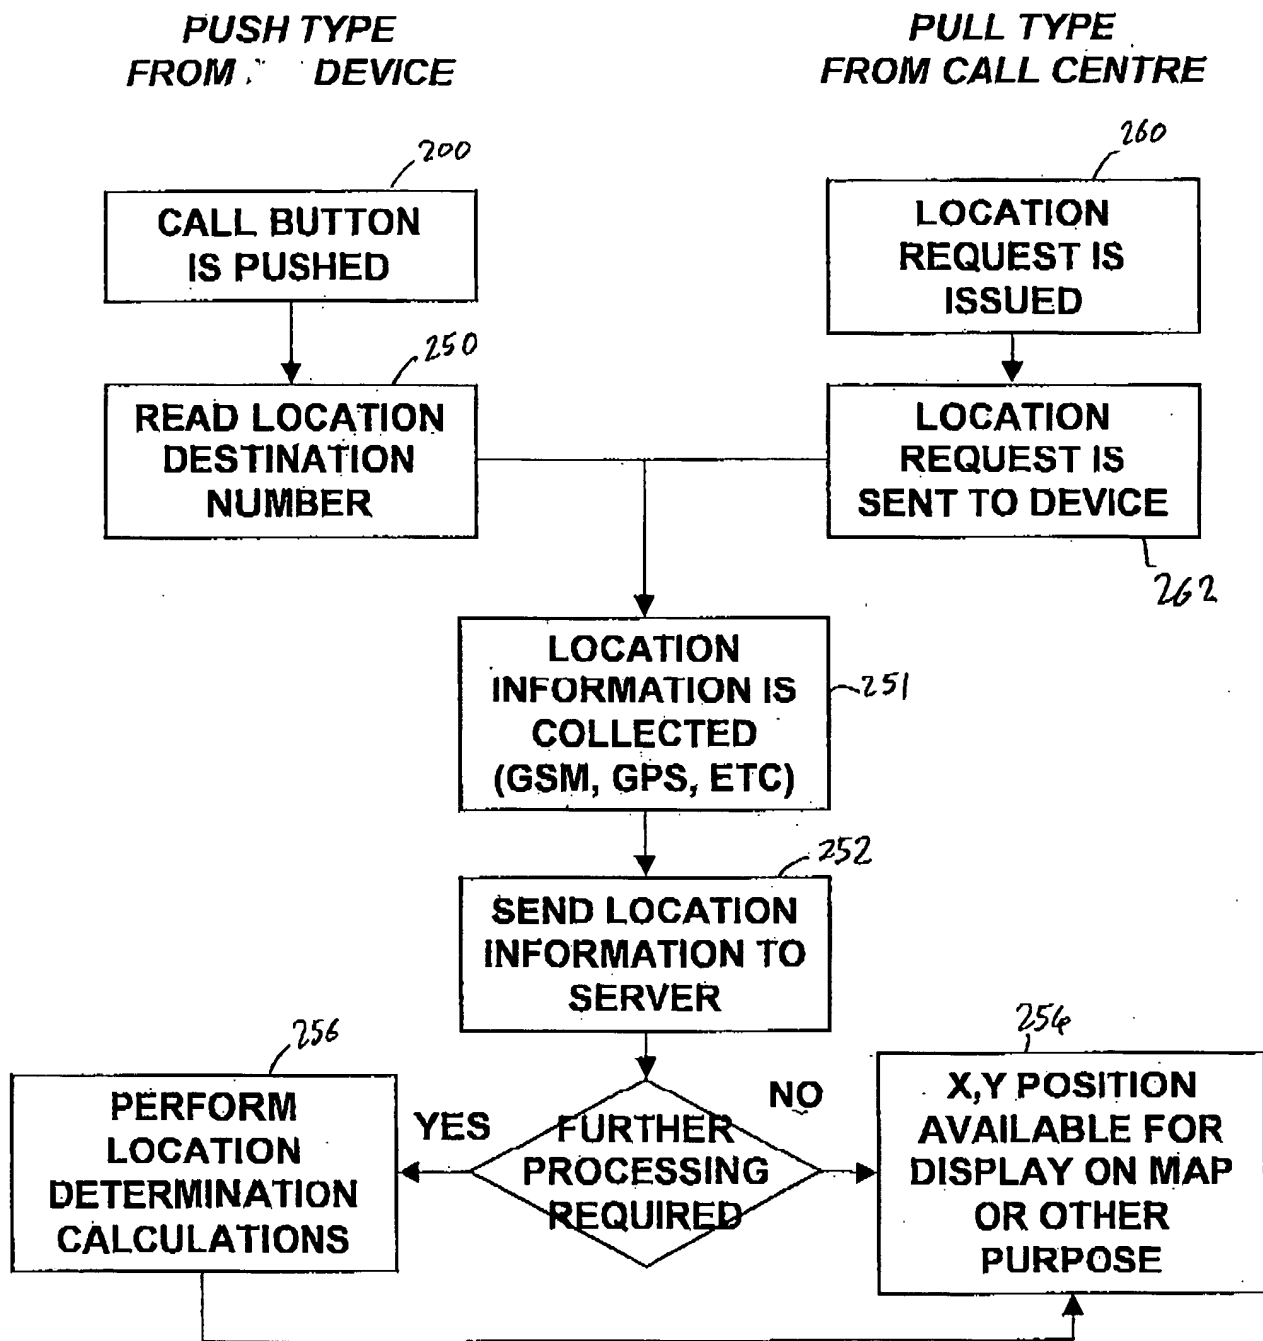 PUSH TYPE
FROM DEVICE
PULL TYPE
FROM CALL CENTRE
200
CALL BUTTON
IS PUSHED
260
LOCATION
REQUEST IS
ISSUED
250
READ LOCATION
DESTINATION
NUMBER
LOCATION
REQUEST IS
SENT TO DEVICE
262
LOCATION
INFORMATION IS
COLLECTED
(GSM, GPS, ETC)
251
252
SEND LOCATION
INFORMATION TO
SERVER
256
PERFORM
LOCATION
DETERMINATION
CALCULATIONS
YES
FURTHER
PROCESSING
REQUIRED
NO
X,Y POSITION
AVAILABLE FOR
DISPLAY ON MAP
OR OTHER
PURPOSE